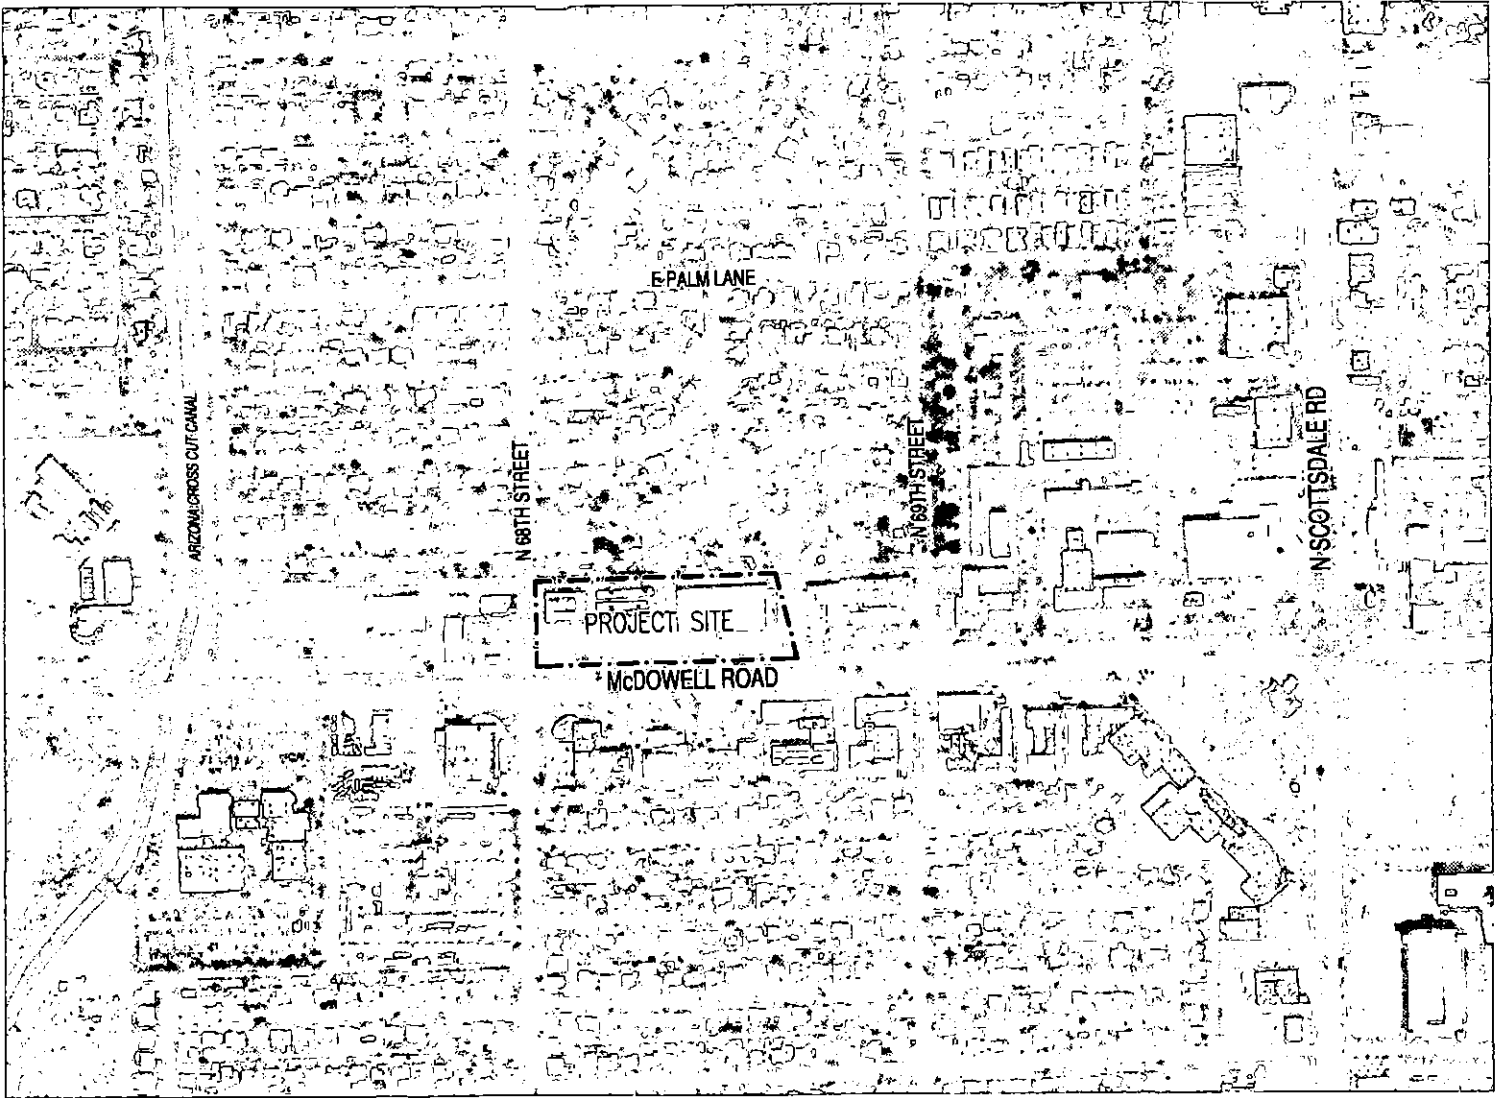 E PALM LANE
ARIZONA CROSS CUT CANAL
N 68TH STREET
N 69TH STREET
N SCOTTSDALE RD
PROJECT SITE
McDOWELL ROAD